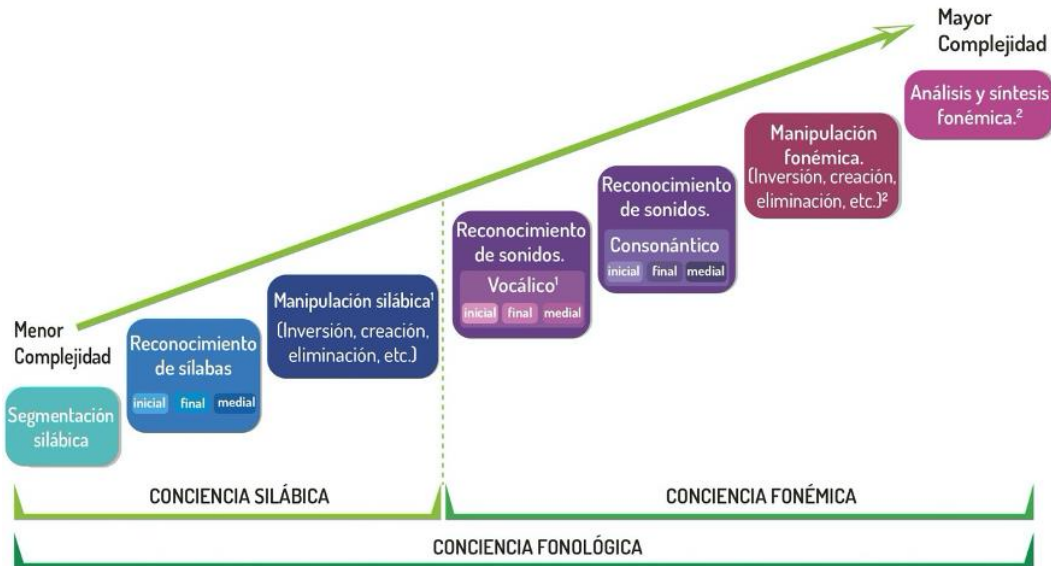 Mayor
Complejidad
Análisis y síntesis
fonémica.²
Manipulación
fonémica.
(Inversión, creación,
eliminación, etc.)²
Reconocimiento
de sonidos.
Consonántico
inicial final medial
Reconocimiento
de sonidos.
Vocálico¹
inicial final medial
Manipulación silábica¹
(Inversión, creación,
eliminación, etc.)
Menor
Complejidad
Reconocimiento
de sílabas
inicial final medial
Segmentación
silábica
CONCIENCIA SILÁBICA
CONCIENCIA FONÉMICA
CONCIENCIA FONOLÓGICA